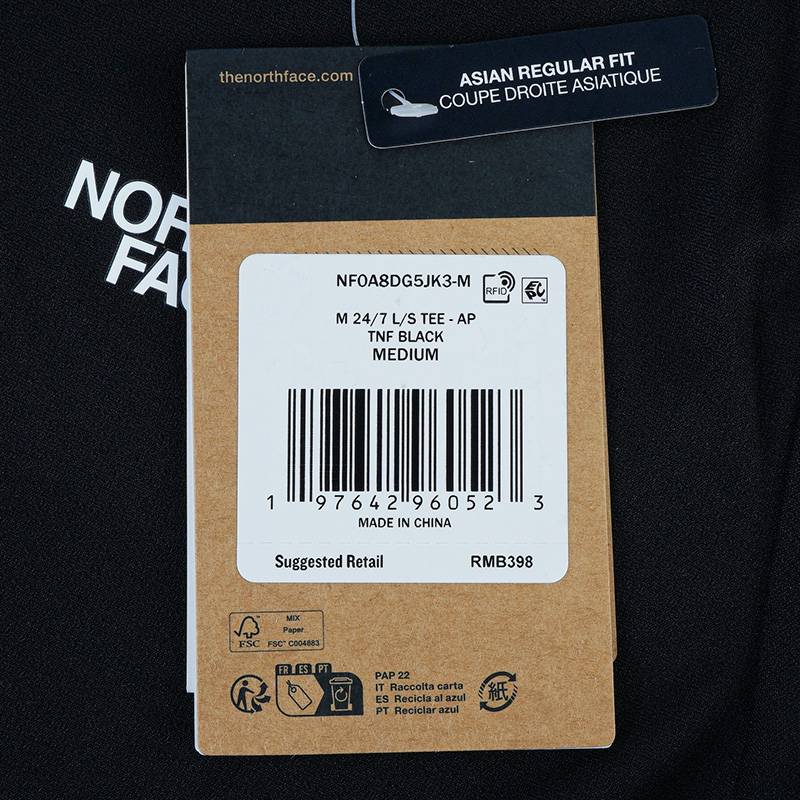 thenorthface.com
ASIAN REGULAR FIT
COUPE DROITE ASIATIQUE
NOR
FAC
NF0A8DG5JK3-M
RFID
EPC
M 24/7 L/S TEE - AP
TNF BLACK
MEDIUM
1 97642 96052 3
MADE IN CHINA
Suggested Retail RMB398
MIX
Paper
FSC FSC™ C004883
FR ES PT
PAP 22
IT Raccolta carta
ES Recicla al azul
PT Reciclar azul
紙